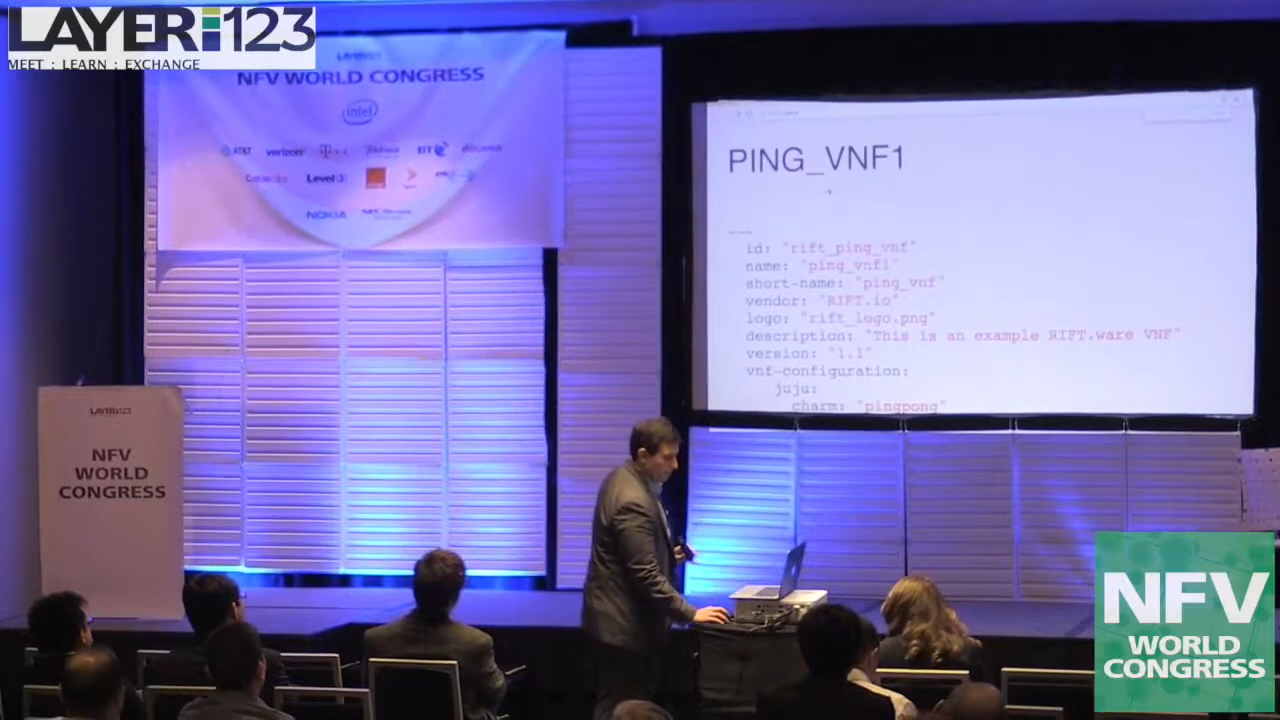 LAYER123
MEET : LEARN : EXCHANGE
LAYER123
NFV WORLD CONGRESS
intel
AT&T verizon BT docomo
Level(3)
NOKIA
PING_VNF1
id: "rift_ping_vnf"
name: "ping_vnf1"
short-name: "ping_vnf"
vendor: "RIFT.io"
logo: "rift_logo.png"
description: "This is an example RIFT.ware VNF"
version: "1.1"
vnf-configuration:
juju:
charm: "pingpong"
LAYER123
NFV
WORLD
CONGRESS
NFV
WORLD
CONGRESS